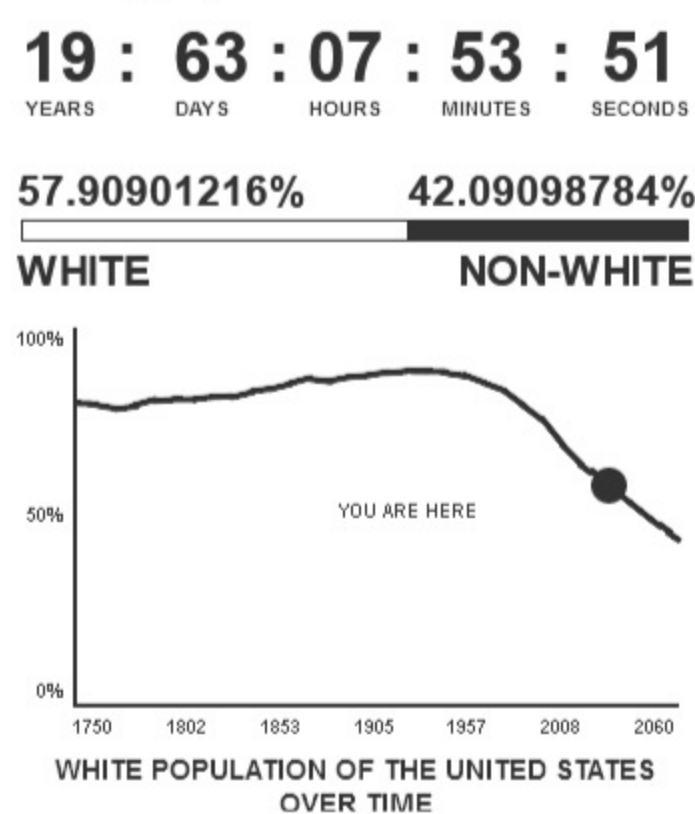 19 : 63 : 07 : 53 : 51
YEARS DAYS HOURS MINUTES SECONDS
57.90901216% 42.09098784%
WHITE NON-WHITE
100%
50%
YOU ARE HERE
0%
1750 1802 1853 1905 1957 2008 2060
WHITE POPULATION OF THE UNITED STATES
OVER TIME